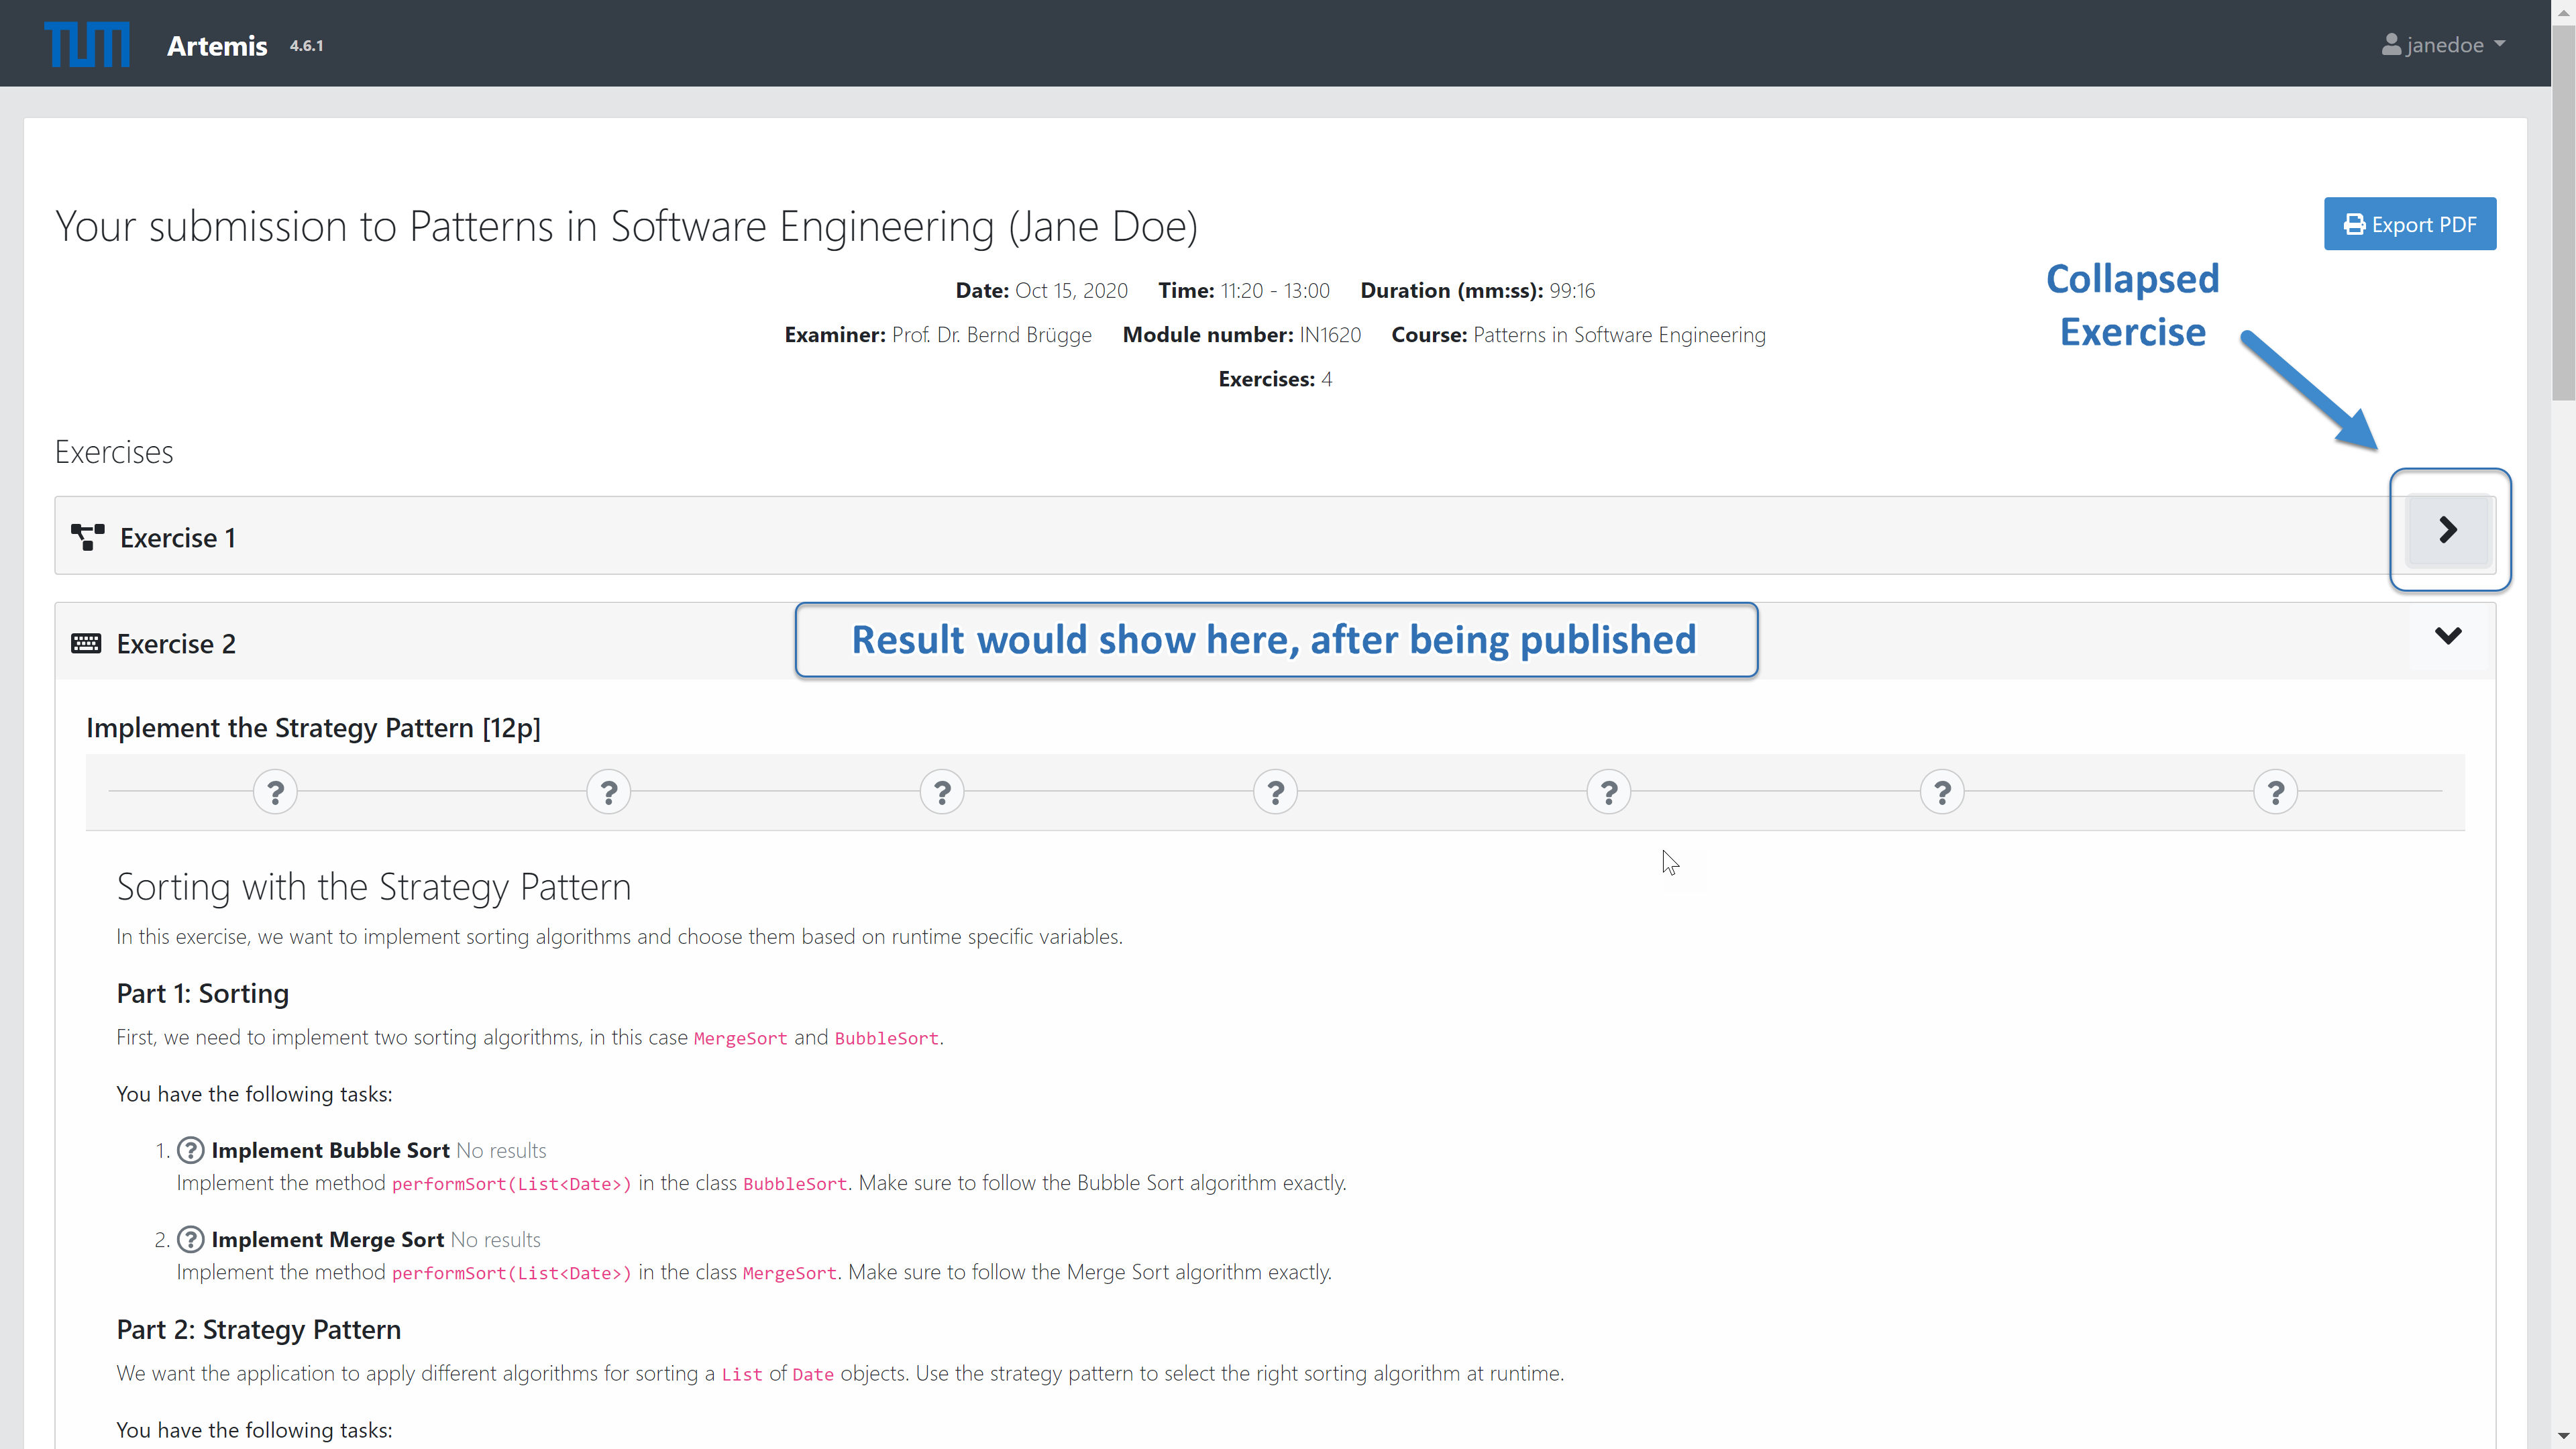 TUM Artemis 4.6.1 janedoe
Your submission to Patterns in Software Engineering (Jane Doe)
Export PDF
Date: Oct 15, 2020 Time: 11:20 - 13:00 Duration (mm:ss): 99:16
Examiner: Prof. Dr. Bernd Brügge Module number: IN1620 Course: Patterns in Software Engineering
Exercises: 4
Collapsed
Exercise
Exercises
Exercise 1
Exercise 2
Result would show here, after being published
Implement the Strategy Pattern [12p]
? ? ? ? ? ? ?
Sorting with the Strategy Pattern
In this exercise, we want to implement sorting algorithms and choose them based on runtime specific variables.
Part 1: Sorting
First, we need to implement two sorting algorithms, in this case MergeSort and BubbleSort.
You have the following tasks:
1. ? Implement Bubble Sort No results
Implement the method performSort(List<Date>) in the class BubbleSort. Make sure to follow the Bubble Sort algorithm exactly.
2. ? Implement Merge Sort No results
Implement the method performSort(List<Date>) in the class MergeSort. Make sure to follow the Merge Sort algorithm exactly.
Part 2: Strategy Pattern
We want the application to apply different algorithms for sorting a List of Date objects. Use the strategy pattern to select the right sorting algorithm at runtime.
You have the following tasks: